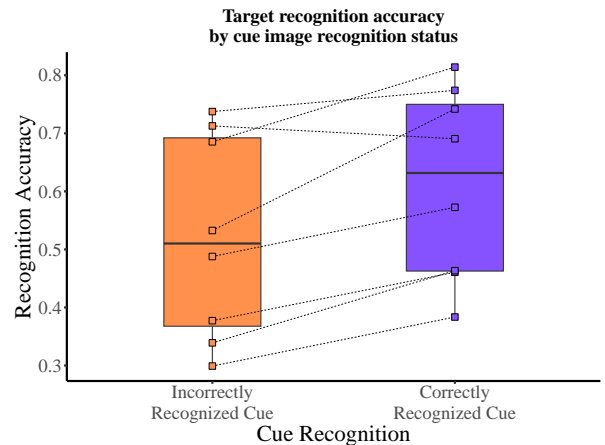 Target recognition accuracy
by cue image recognition status
Recognition Accuracy
0.8
0.7
0.6
0.5
0.4
0.3
Incorrectly
Recognized Cue
Correctly
Recognized Cue
Cue Recognition